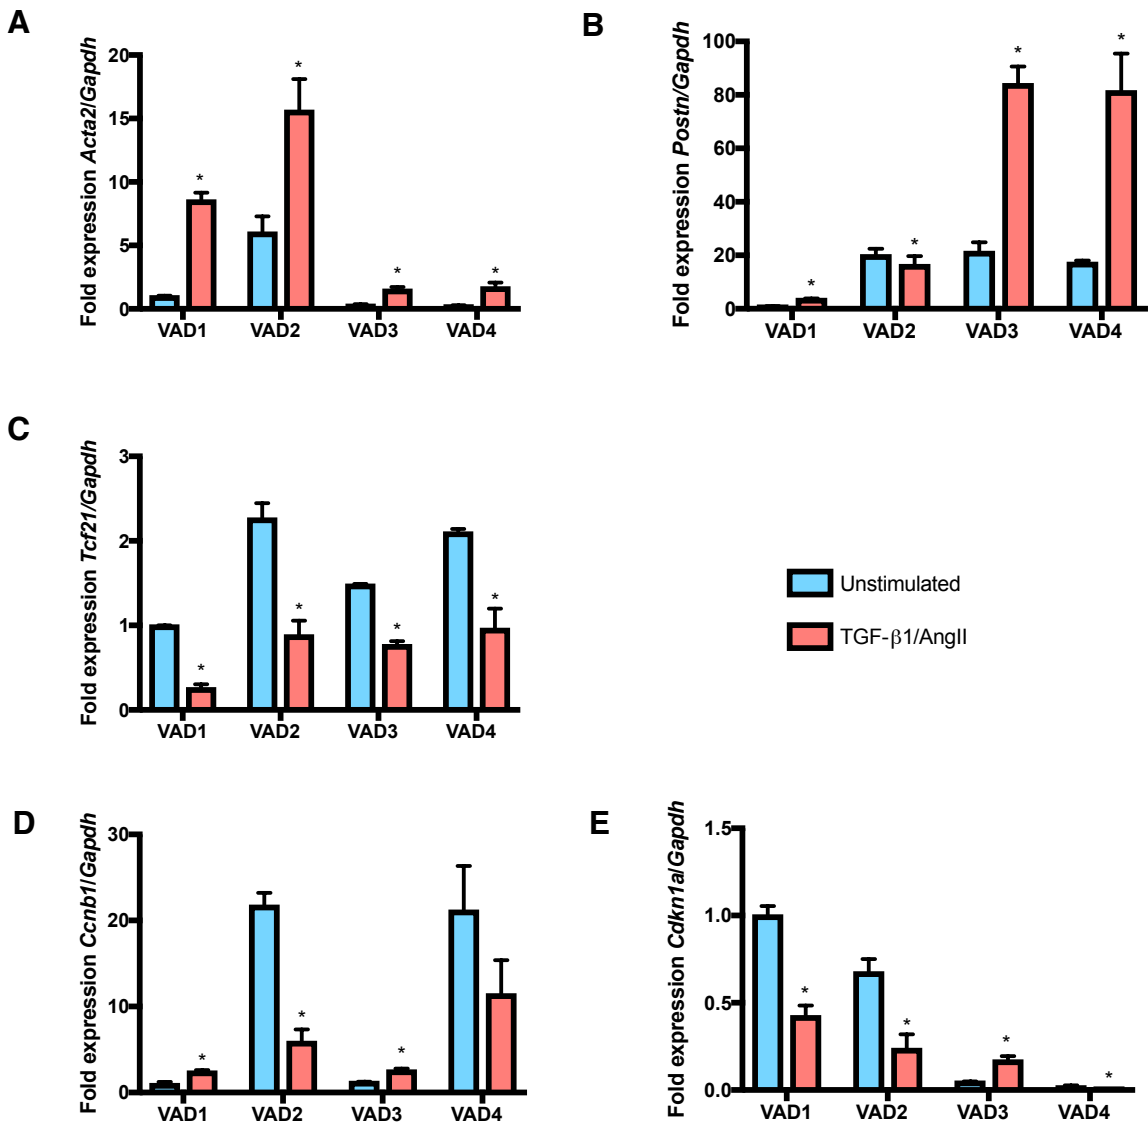 A
Fold expression Acta2/Gapdh
20
15
10
5
0
* * * *
VAD1 VAD2 VAD3 VAD4
B
Fold expression Postn/Gapdh
100
80
60
40
20
0
* * * *
VAD1 VAD2 VAD3 VAD4
C
Fold expression Tcf21/Gapdh
3
2
1
0
* * * *
VAD1 VAD2 VAD3 VAD4
Unstimulated
TGF-β1/AngII
D
Fold expression Ccnb1/Gapdh
30
20
10
0
* * *
VAD1 VAD2 VAD3 VAD4
E
Fold expression Cdkn1a/Gapdh
1.5
1.0
0.5
0.0
* * * *
VAD1 VAD2 VAD3 VAD4